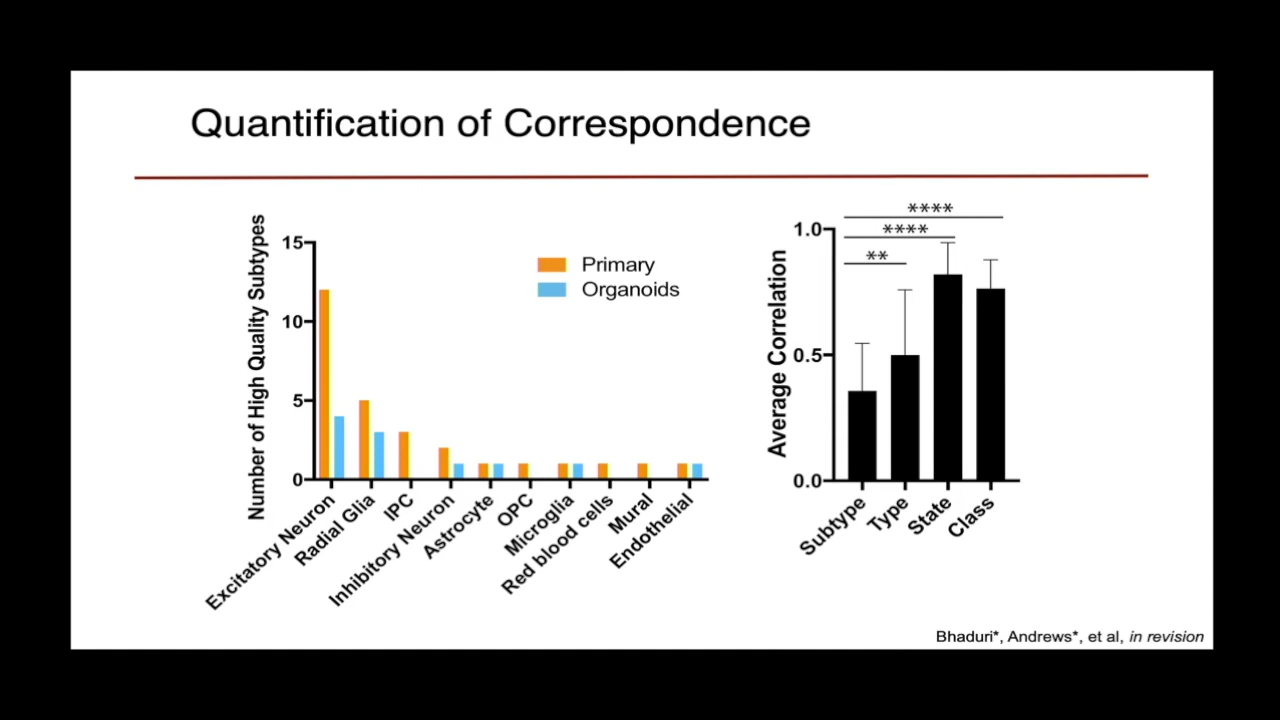 Quantification of Correspondence
Number of High Quality Subtypes
15
10
5
0
Primary
Organoids
Excitatory Neuron
Radial Glia
IPC
Inhibitory Neuron
Astrocyte
OPC
Microglia
Red blood cells
Mural
Endothelial
Average Correlation
1.0
0.5
0.0
****
****
**
Subtype
Type
State
Class
Bhaduri*, Andrews*, et al, in revision